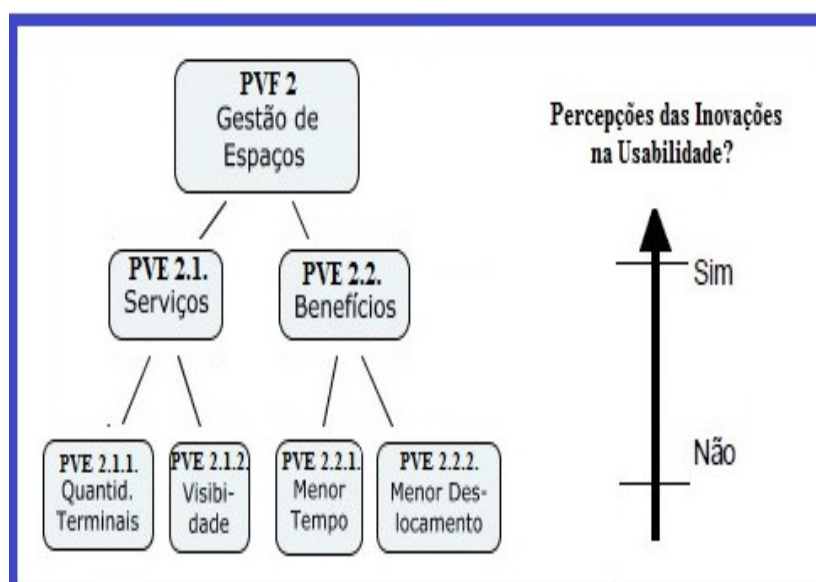 PVF 2
Gestão de
Espaços
Percepções das Inovações
na Usabilidade?
PVE 2.1.
Serviços
PVE 2.2.
Benefícios
Sim
Não
PVE 2.1.1.
Quantid.
Terminais
PVE 2.1.2.
Visibi-
dade
PVE 2.2.1.
Menor
Tempo
PVE 2.2.2.
Menor Des-
locamento